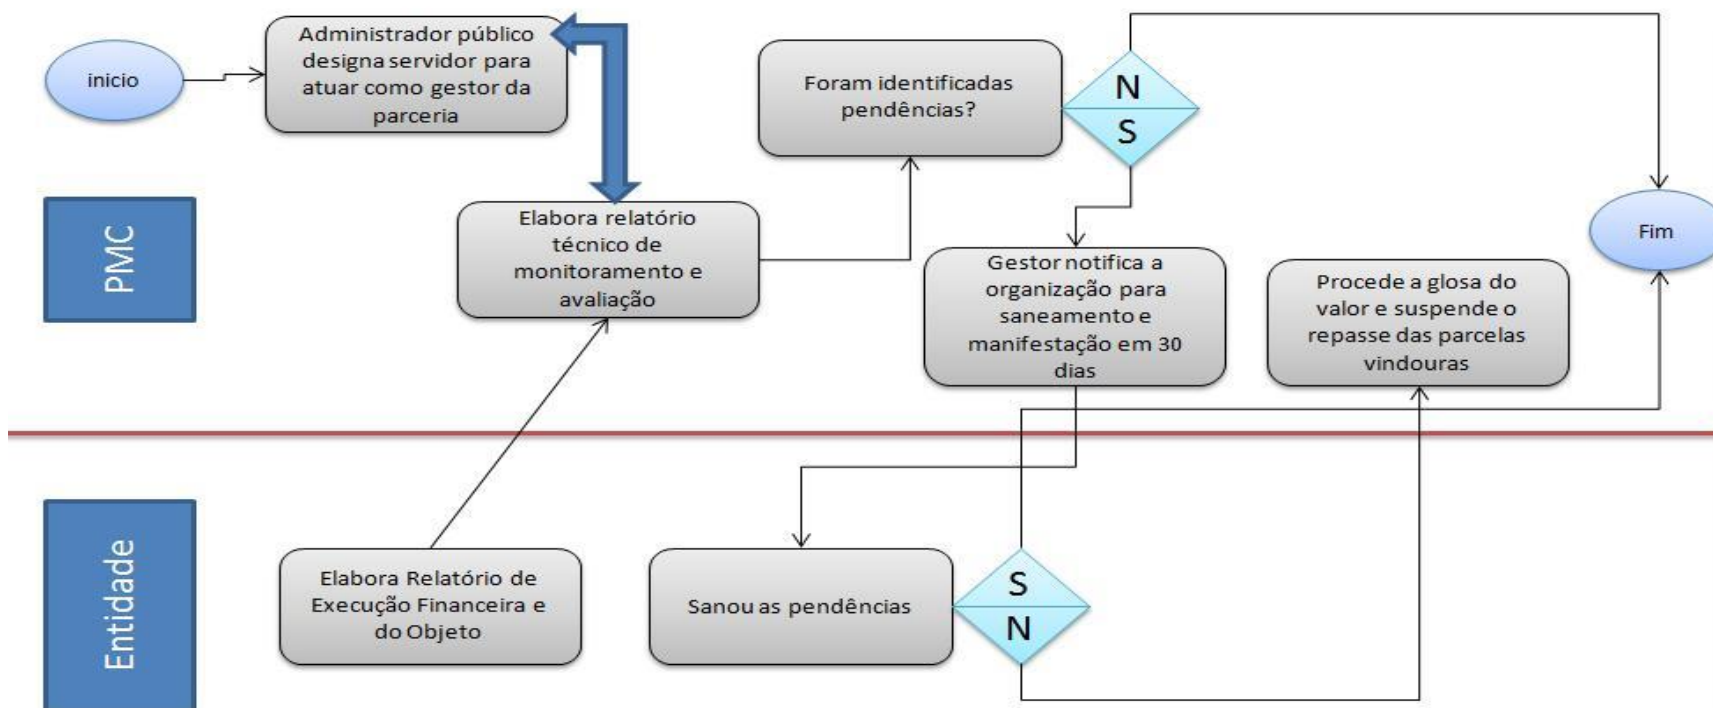 inicio
Administrador público
designa servidor para
atuar como gestor da
parceria
Foram identificadas
pendências?
N
S
PMC
Elabora relatório
técnico de
monitoramento e
avaliação
Gestor notifica a
organização para
saneamento e
manifestação em 30
dias
Procede a glosa do
valor e suspende o
repasse das parcelas
vindouras
Fim
Entidade
Elabora Relatório de
Execução Financeira e
do Objeto
Sanou as pendências
S
N